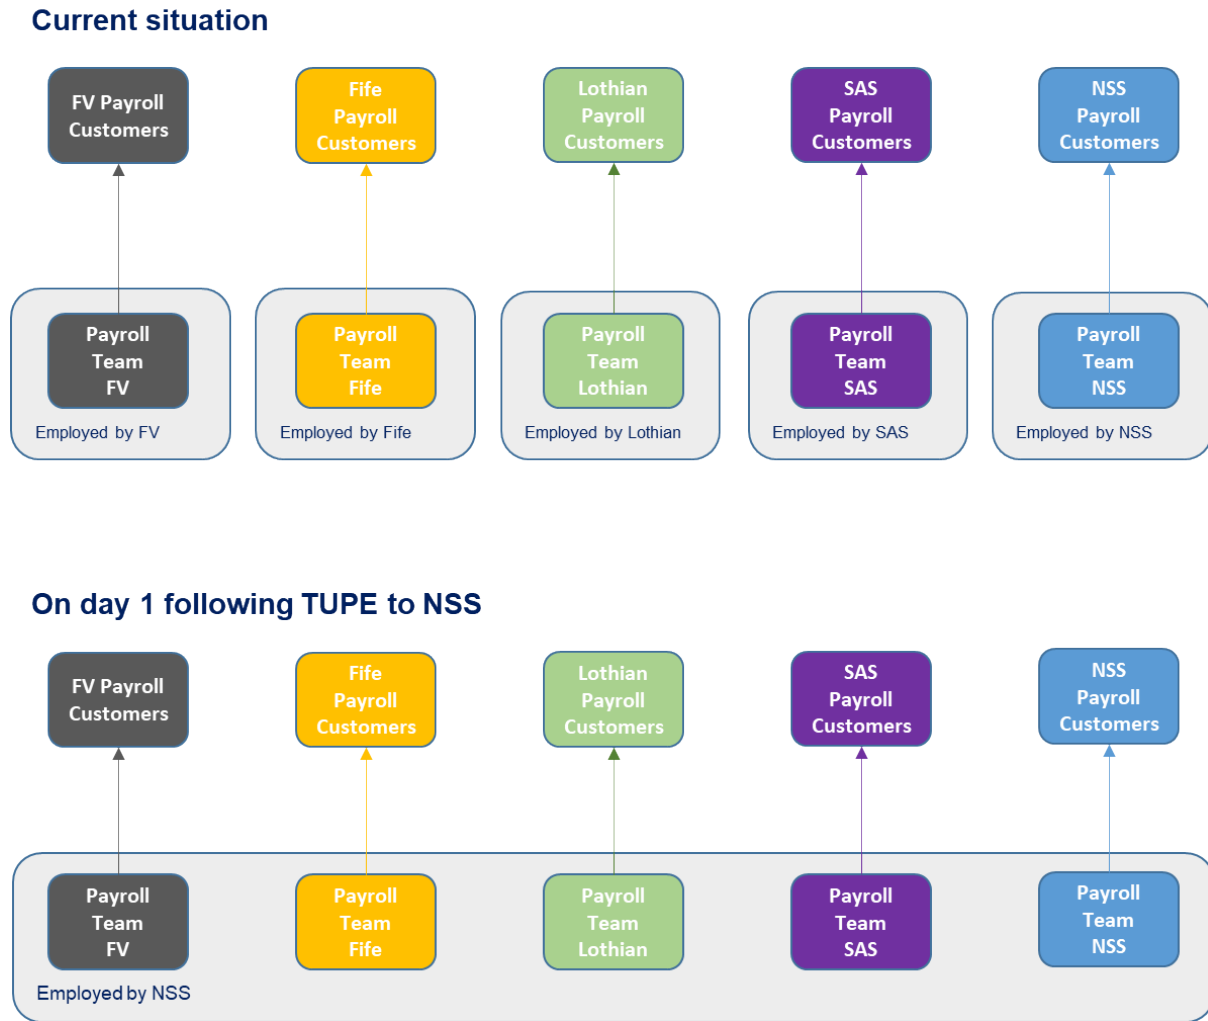 Current situation
FV Payroll
Customers
Fife
Payroll
Customers
Lothian
Payroll
Customers
SAS
Payroll
Customers
NSS
Payroll
Customers
Payroll
Team
FV
Employed by FV
Payroll
Team
Fife
Employed by Fife
Payroll
Team
Lothian
Employed by Lothian
Payroll
Team
SAS
Employed by SAS
Payroll
Team
NSS
Employed by NSS
On day 1 following TUPE to NSS
FV Payroll
Customers
Fife
Payroll
Customers
Lothian
Payroll
Customers
SAS
Payroll
Customers
NSS
Payroll
Customers
Payroll
Team
FV
Payroll
Team
Fife
Payroll
Team
Lothian
Payroll
Team
SAS
Payroll
Team
NSS
Employed by NSS